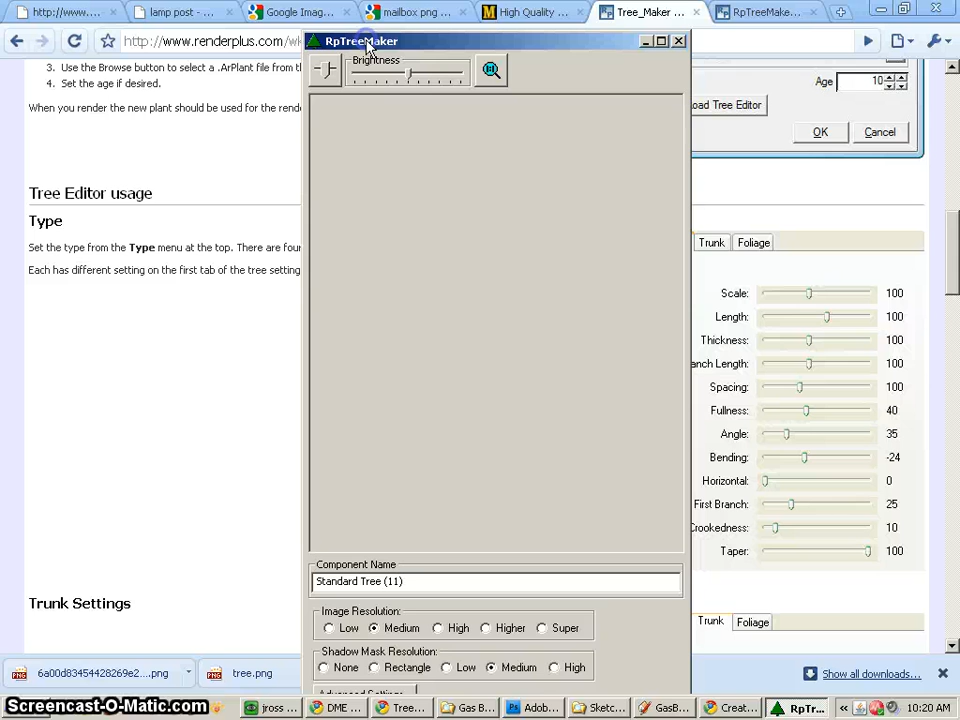 http://www....
lamp post - ...
Google Imag...
mailbox png ...
High Quality ...
Tree_Maker ...
RpTreeMake...
http://www.renderplus.com/wk
RpTreeMaker
Brightness
3. Use the Browse button to select a .ArPlant file from th
4. Set the age if desired.
When you render the new plant should be used for the rende
Age
10
oad Tree Editor
OK
Cancel
Tree Editor usage
Type
Set the type from the Type menu at the top. There are four
Each has different setting on the first tab of the tree setting
Trunk
Foliage
Scale: 100
Length: 100
Thickness: 100
anch Length: 100
Spacing: 100
Fullness: 40
Angle: 35
Bending: -24
Horizontal: 0
First Branch: 25
Crookedness: 10
Taper: 100
Component Name
Standard Tree (11)
Trunk Settings
Image Resolution:
Low Medium High Higher Super
Trunk
Foliage
Shadow Mask Resolution:
None Rectangle Low Medium High
Advanced Settings
6a00d83454428269e2....png
tree.png
Show all downloads...
Screencast-O-Matic.com
jross
DME ...
Tree...
Gas B...
Adob...
Sketc...
GasB...
Creat...
RpTr...
10:20 AM